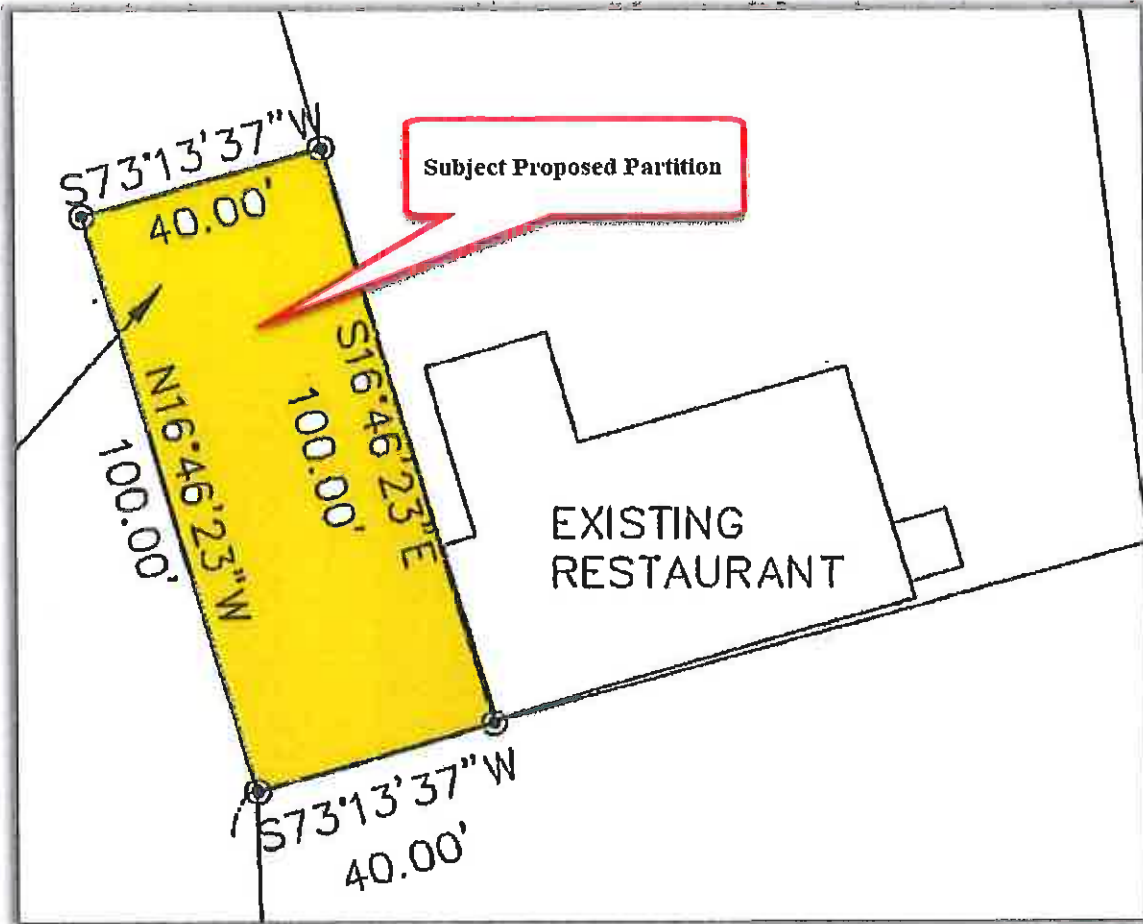 S73°13'37"W
40.00'
Subject Proposed Partition
N16°46'23"W
100.00'
S16°46'23"E
100.00'
EXISTING
RESTAURANT
S73°13'37"W
40.00'